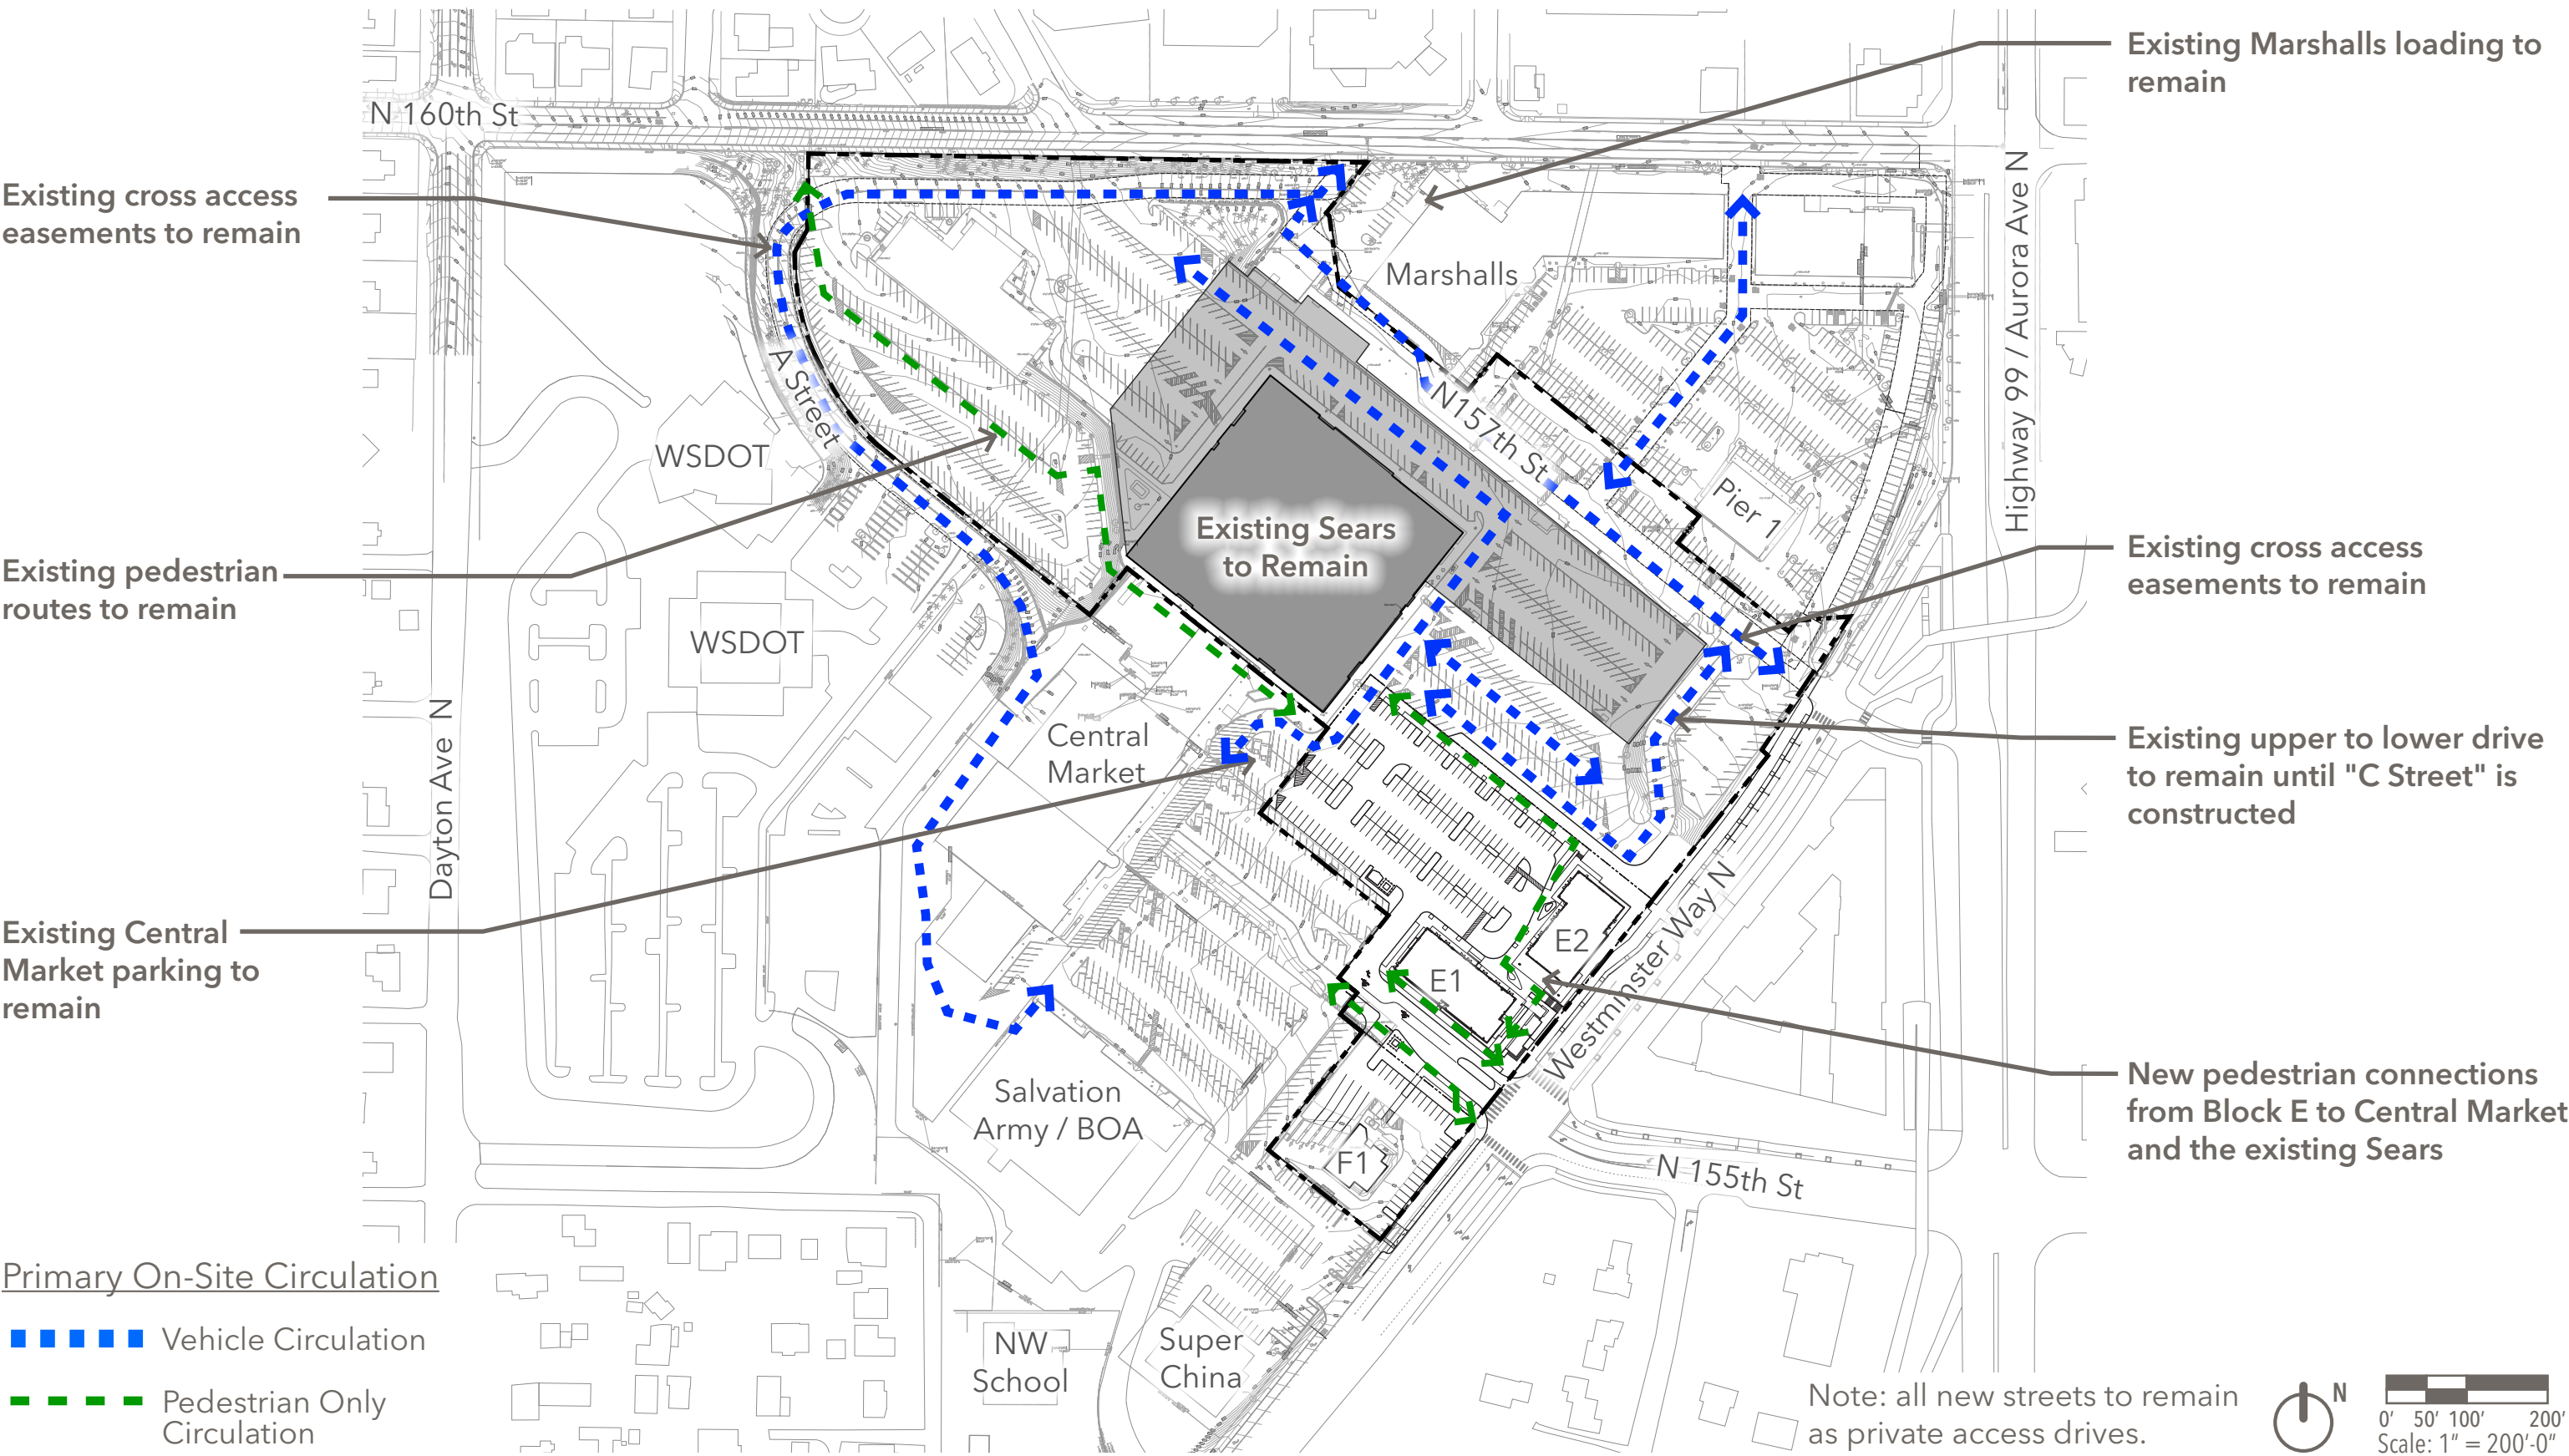 Existing Marshalls loading to
remain
N 160th St
Existing cross access
easements to remain
Highway 99 / Aurora Ave N
Marshalls
A Street
N157th St
WSDOT
Pier 1
Existing Sears
to Remain
Existing cross access
easements to remain
Existing pedestrian
routes to remain
WSDOT
Dayton Ave N
Central
Market
Existing upper to lower drive
to remain until "C Street" is
constructed
Existing Central
Market parking to
remain
E2
E1
Westminster Way N
Salvation
Army / BOA
New pedestrian connections
from Block E to Central Market
and the existing Sears
F1
N 155th St
Primary On-Site Circulation
Vehicle Circulation
Pedestrian Only
Circulation
NW
School
Super
China
Note: all new streets to remain
as private access drives.
N
0' 50' 100' 200'
Scale: 1" = 200'-0"